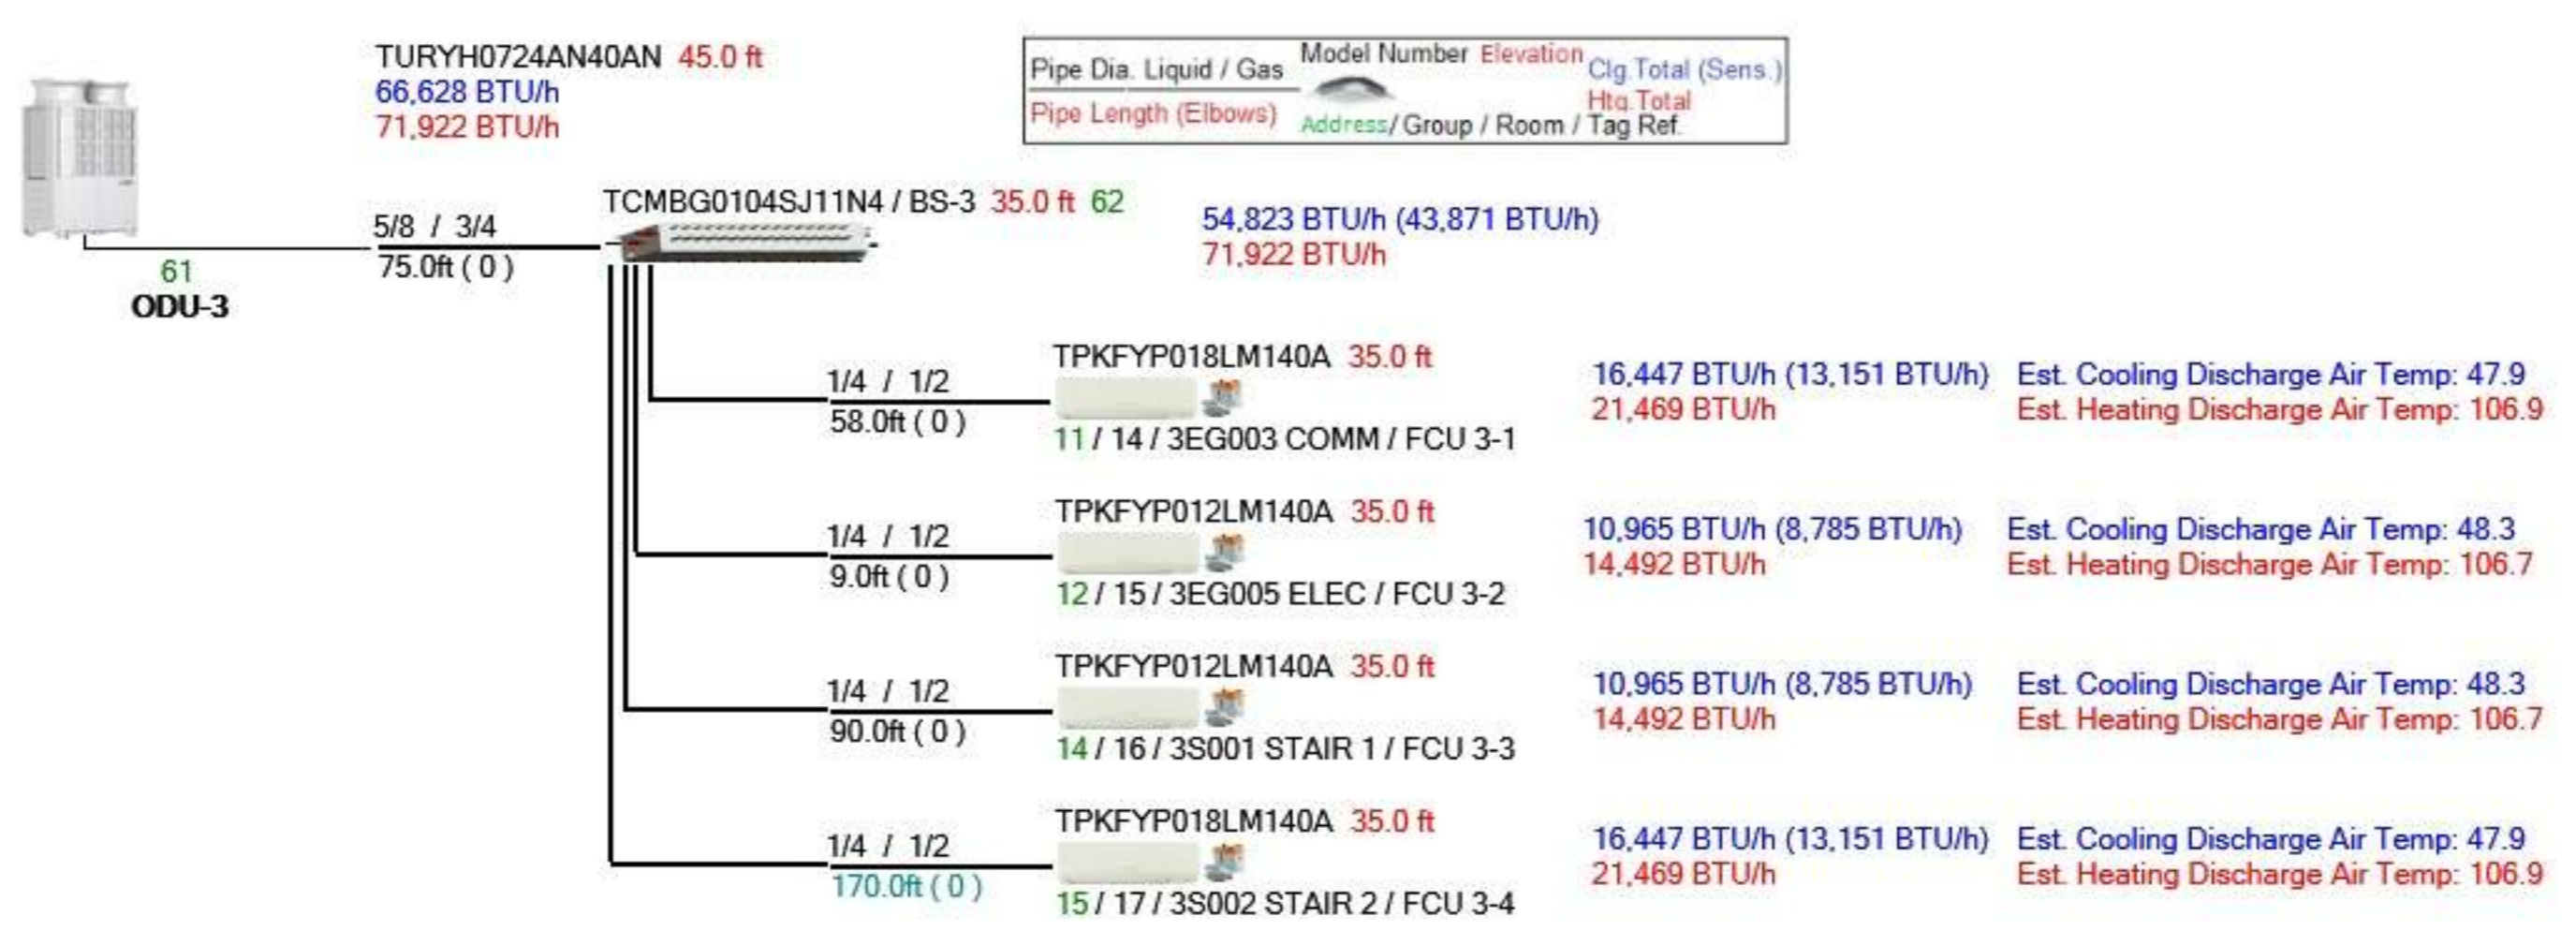 TURYH0724AN40AN 45.0 ft
66,628 BTU/h
71,922 BTU/h
Pipe Dia. Liquid / Gas
Pipe Length (Elbows)
Model Number Elevation
Clg.Total (Sens.)
Htg.Total
Address/ Group / Room / Tag Ref.
61
ODU-3
5/8 / 3/4
75.0ft ( 0 )
TCMBG0104SJ11N4 / BS-3 35.0 ft 62
54,823 BTU/h (43,871 BTU/h)
71,922 BTU/h
1/4 / 1/2
58.0ft ( 0 )
TPKFYP018LM140A 35.0 ft
11 / 14 / 3EG003 COMM / FCU 3-1
16,447 BTU/h (13,151 BTU/h) Est. Cooling Discharge Air Temp: 47.9
21,469 BTU/h Est. Heating Discharge Air Temp: 106.9
1/4 / 1/2
9.0ft ( 0 )
TPKFYP012LM140A 35.0 ft
12 / 15 / 3EG005 ELEC / FCU 3-2
10,965 BTU/h (8,785 BTU/h) Est. Cooling Discharge Air Temp: 48.3
14,492 BTU/h Est. Heating Discharge Air Temp: 106.7
1/4 / 1/2
90.0ft ( 0 )
TPKFYP012LM140A 35.0 ft
14 / 16 / 3S001 STAIR 1 / FCU 3-3
10,965 BTU/h (8,785 BTU/h) Est. Cooling Discharge Air Temp: 48.3
14,492 BTU/h Est. Heating Discharge Air Temp: 106.7
1/4 / 1/2
170.0ft ( 0 )
TPKFYP018LM140A 35.0 ft
15 / 17 / 3S002 STAIR 2 / FCU 3-4
16,447 BTU/h (13,151 BTU/h) Est. Cooling Discharge Air Temp: 47.9
21,469 BTU/h Est. Heating Discharge Air Temp: 106.9